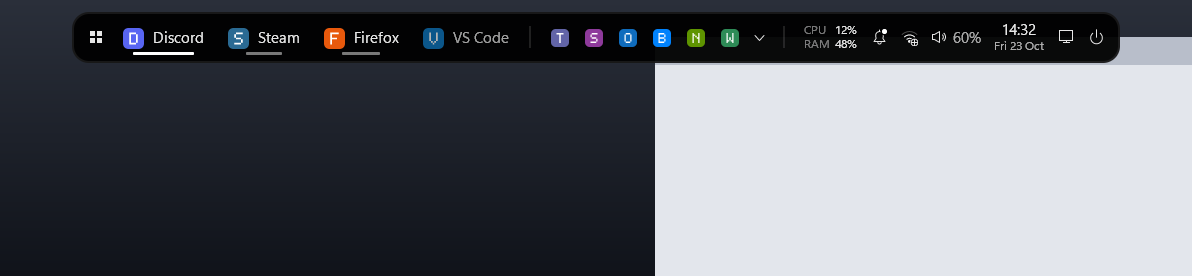 D Discord S Steam F Firefox V VS Code T S O B N W CPU 12% 60% 14:32
RAM 48% Fri 23 Oct